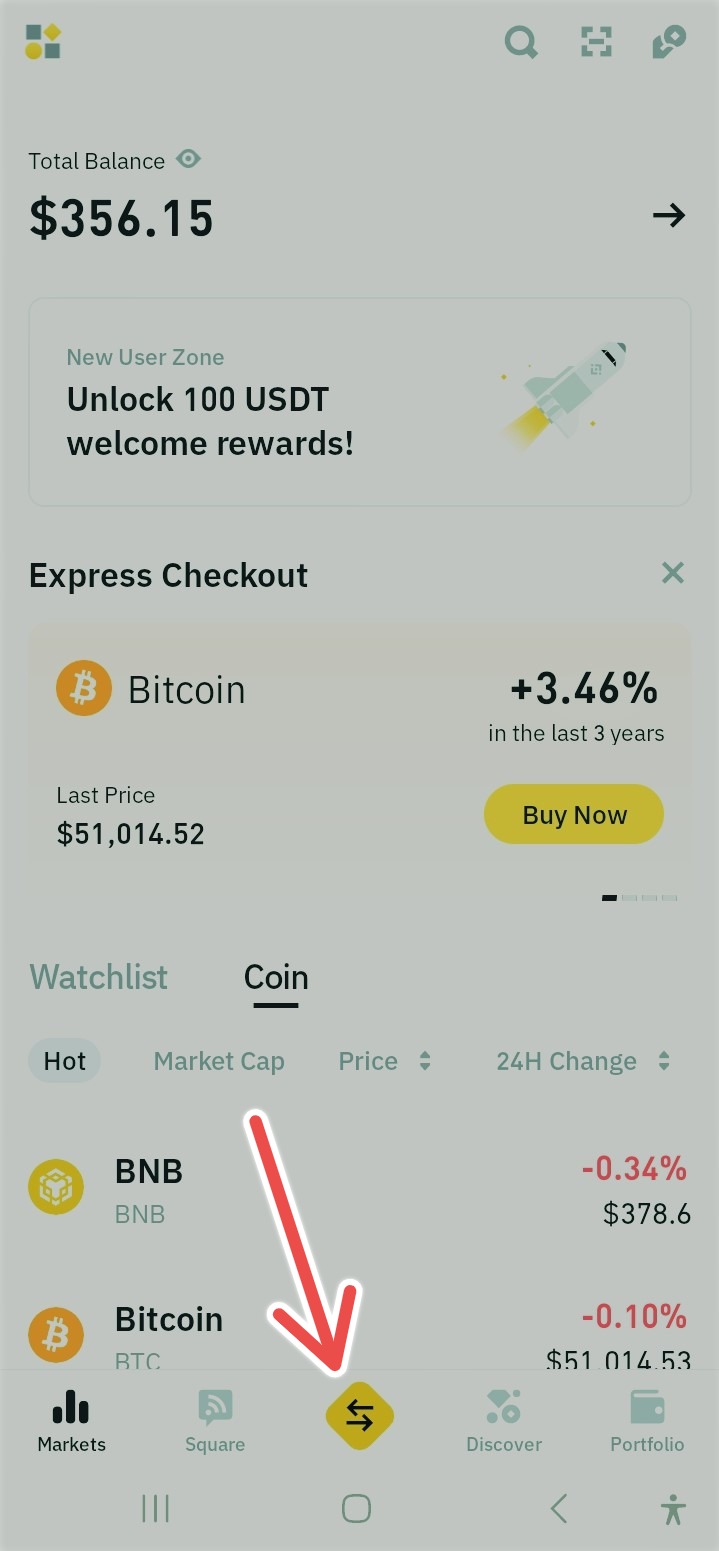 Total Balance
$356.15
New User Zone
Unlock 100 USDT
welcome rewards!
Express Checkout
Bitcoin
+3.46%
in the last 3 years
Last Price
$51,014.52
Buy Now
Watchlist Coin
Hot Market Cap Price 24H Change
BNB -0.34%
BNB $378.6
Bitcoin -0.10%
BTC $51,014.53
Markets Square Discover Portfolio